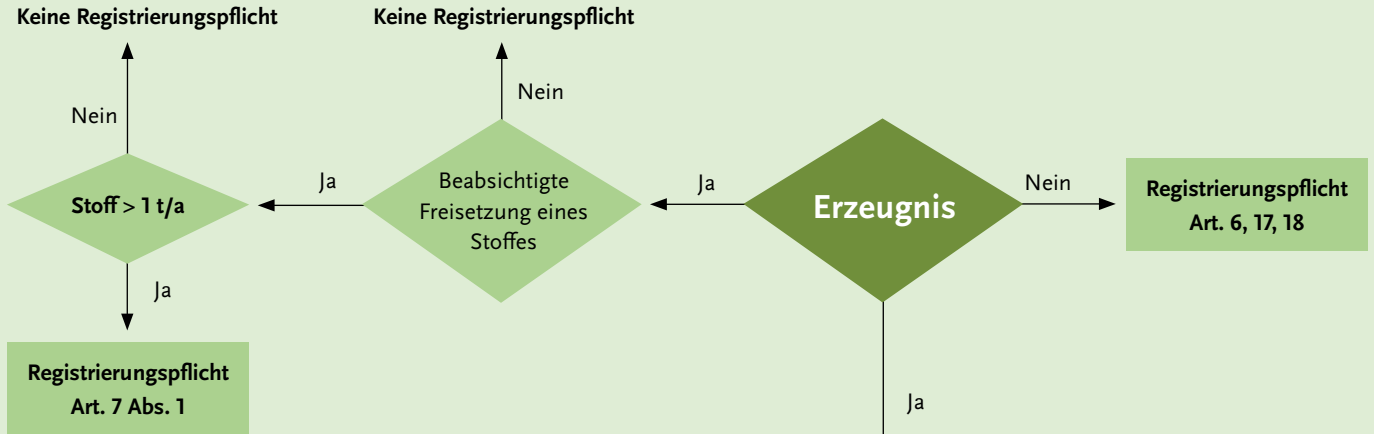 Keine Registrierungspflicht
Keine Registrierungspflicht
Nein
Nein
Stoff > 1 t/a
Ja
Beabsichtigte
Freisetzung eines
Stoffes
Ja
Erzeugnis
Nein
Registrierungspflicht
Art. 6, 17, 18
Ja
Registrierungspflicht
Art. 7 Abs. 1
Ja